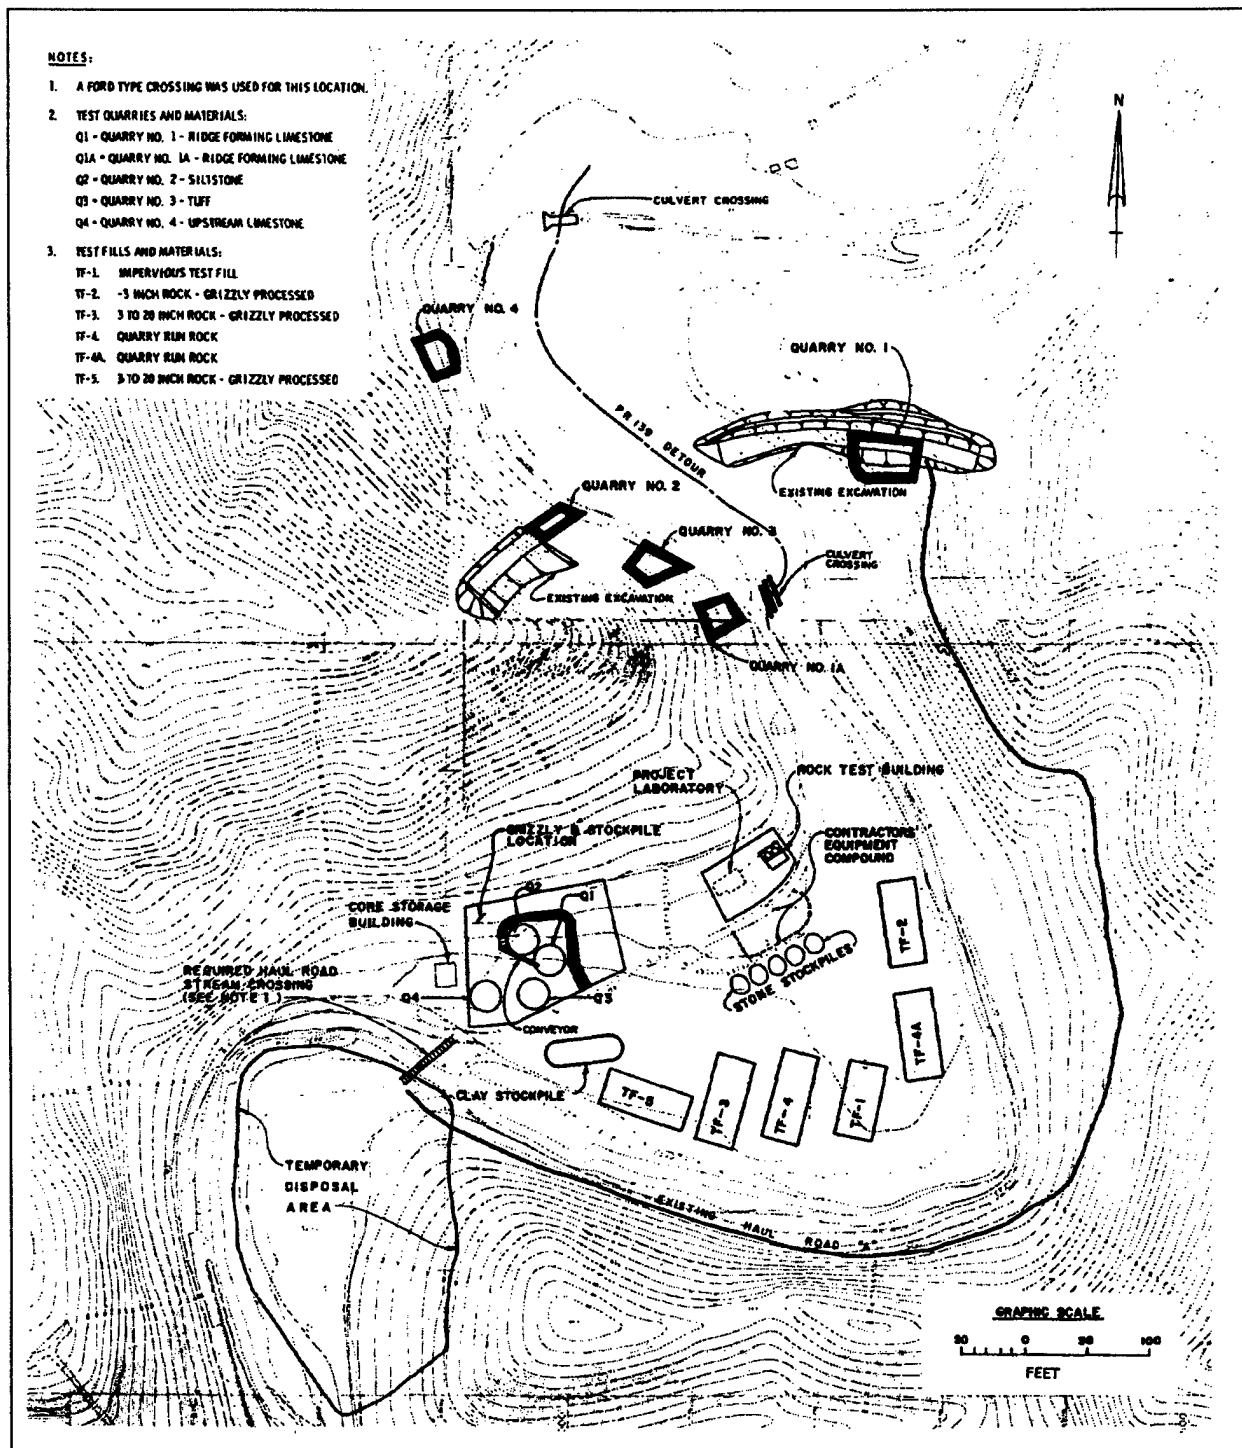 NOTES:
1. A FORD TYPE CROSSING WAS USED FOR THIS LOCATION.
2. TEST QUARRIES AND MATERIALS:
Q1 - QUARRY NO. 1 - RIDGE FORMING LIMESTONE
Q1A - QUARRY NO. 1A - RIDGE FORMING LIMESTONE
Q2 - QUARRY NO. 2 - SILTSTONE
Q3 - QUARRY NO. 3 - TUFF
Q4 - QUARRY NO. 4 - UPSTREAM LIMESTONE
3. TEST FILLS AND MATERIALS:
TF-1. IMPERVIOUS TEST FILL
TF-2. -3 INCH ROCK - GRIZZLY PROCESSED
TF-3. 3 TO 20 INCH ROCK - GRIZZLY PROCESSED
TF-4. QUARRY RUN ROCK
TF-4A. QUARRY RUN ROCK
TF-5. 3 TO 20 INCH ROCK - GRIZZLY PROCESSED
N
CULVERT CROSSING
QUARRY NO. 4
QUARRY NO. 1
PR 139 DETOUR
EXISTING EXCAVATION
QUARRY NO. 2
QUARRY NO. 3
CULVERT
CROSSING
EXISTING EXCAVATION
QUARRY NO. 1A
PROJECT
LABORATORY
ROCK TEST BUILDING
GRIZZLY & STOCKPILE
LOCATION
CONTRACTORS
EQUIPMENT
COMPOUND
Q2
Q1
CORE STORAGE
BUILDING
TF-2
REQUIRED HAUL ROAD
STREAM CROSSING
(SEE NOTE 1)
STONE STOCKPILES
Q4
Q3
CONVEYOR
TF-4A
CLAY STOCKPILE
TF-5
TF-3
TF-4
TF-1
TEMPORARY
DISPOSAL
AREA
EXISTING HAUL ROAD "A"
GRAPHIC SCALE
50 0 50 100
FEET